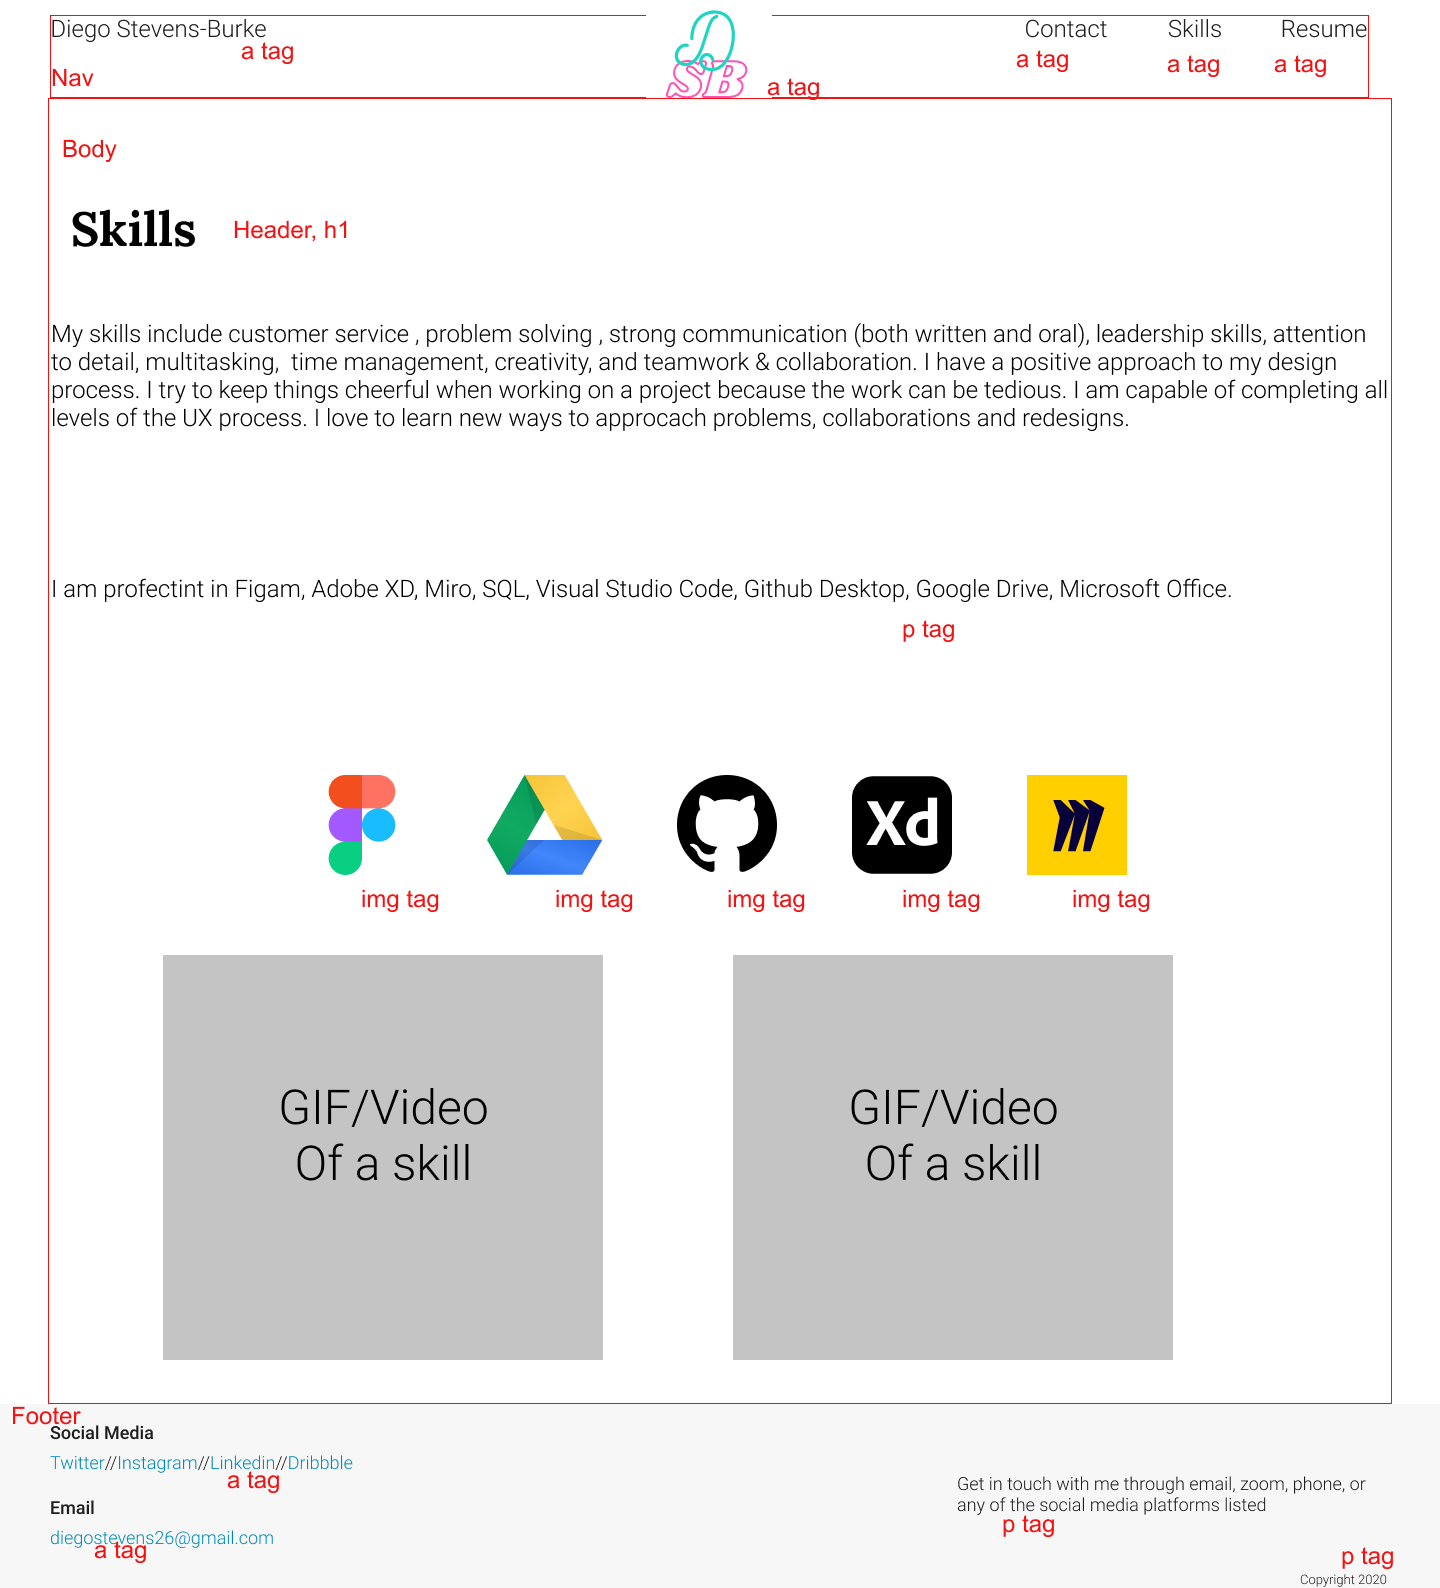 Diego Stevens-Burke
a tag
Nav
D
SB
a tag
Contact
a tag
Skills
a tag
Resume
a tag
Body
Skills
Header, h1
My skills include customer service , problem solving , strong communication (both written and oral), leadership skills, attention
to detail, multitasking,  time management, creativity, and teamwork & collaboration. I have a positive approach to my design
process. I try to keep things cheerful when working on a project because the work can be tedious. I am capable of completing all
levels of the UX process. I love to learn new ways to approcach problems, collaborations and redesigns.
I am profectint in Figam, Adobe XD, Miro, SQL, Visual Studio Code, Github Desktop, Google Drive, Microsoft Office.
p tag
Xd
img tag
img tag
img tag
img tag
img tag
GIF/Video
Of a skill
GIF/Video
Of a skill
Footer
Social Media
Twitter//Instagram//Linkedin//Dribbble
a tag
Email
diegostevens26@gmail.com
a tag
Get in touch with me through email, zoom, phone, or
any of the social media platforms listed
p tag
p tag
Copyright 2020